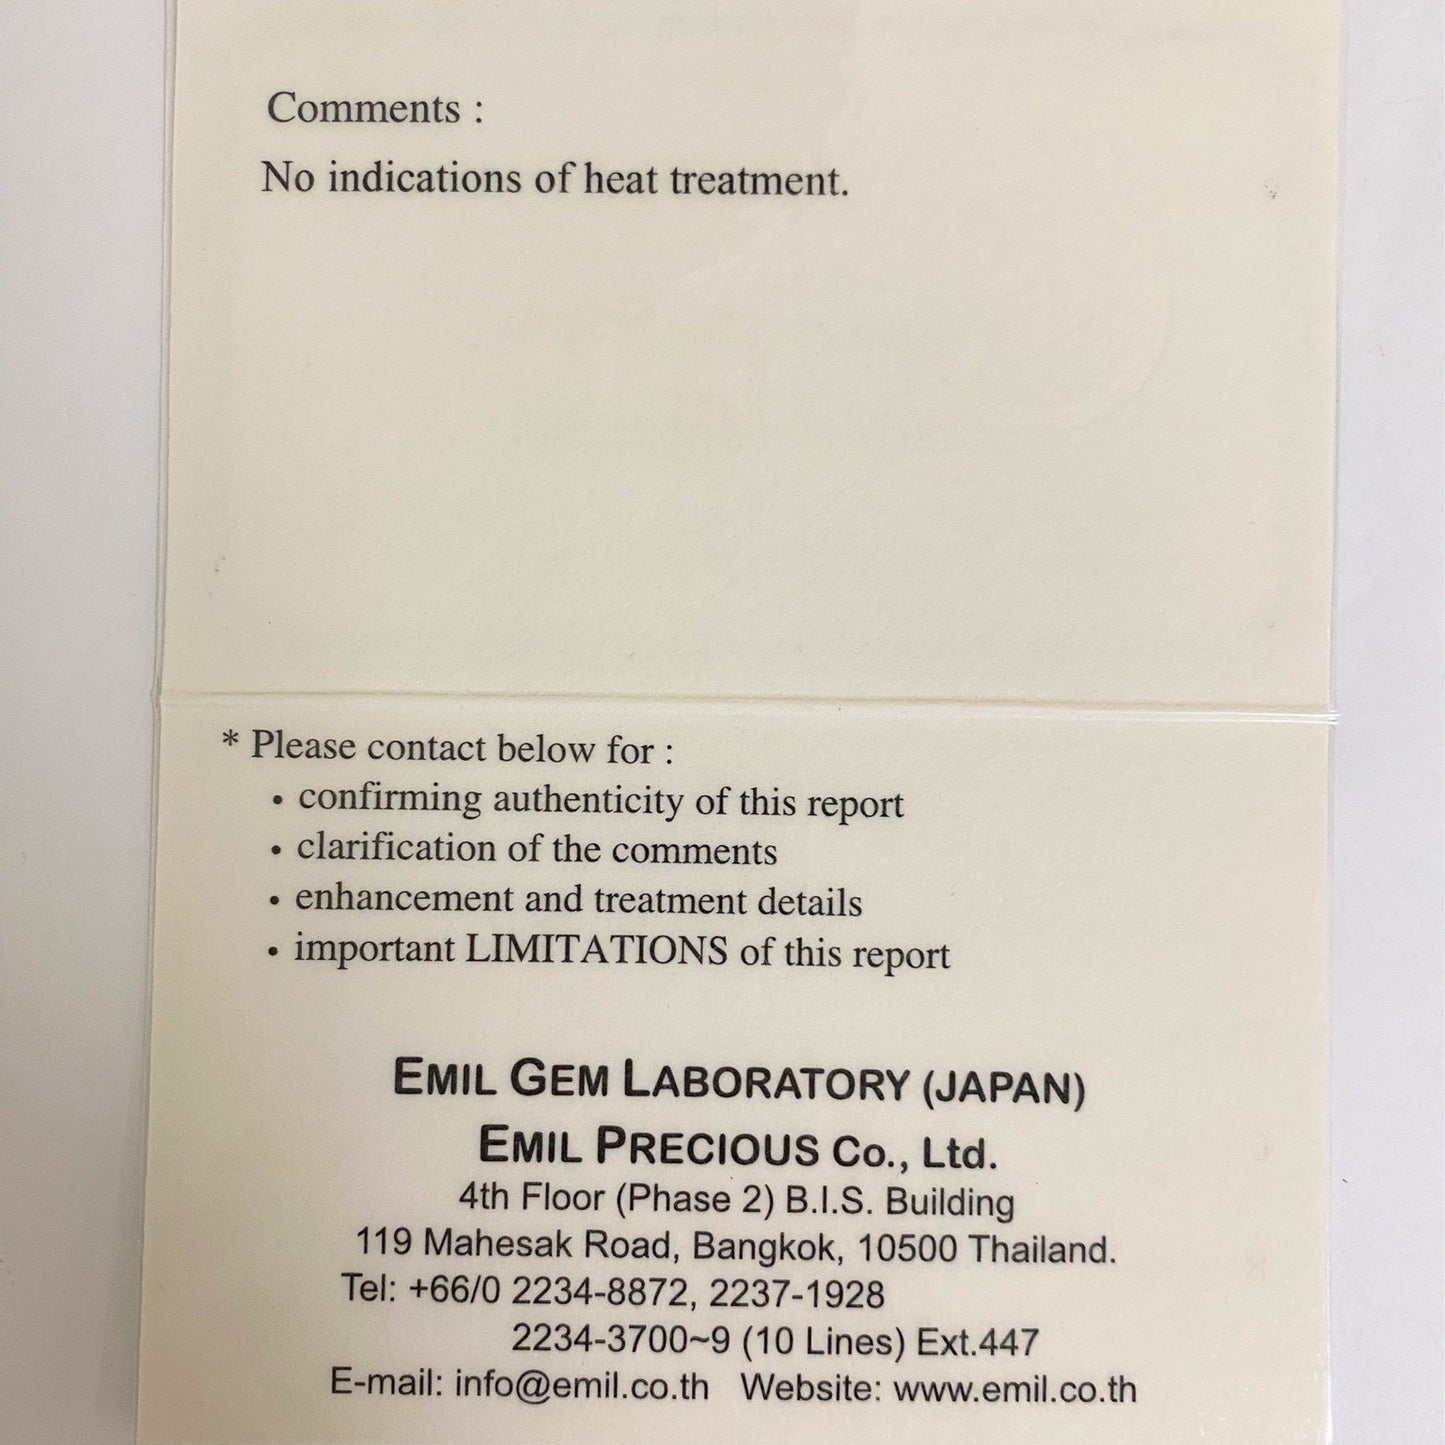 Comments :
No indications of heat treatment.
* Please contact below for :
• confirming authenticity of this report
• clarification of the comments
• enhancement and treatment details
• important LIMITATIONS of this report
EMIL GEM LABORATORY (JAPAN)
EMIL PRECIOUS Co., Ltd.
4th Floor (Phase 2) B.I.S. Building
119 Mahesak Road, Bangkok, 10500 Thailand.
Tel: +66/0 2234-8872, 2237-1928
2234-3700~9 (10 Lines) Ext.447
E-mail: info@emil.co.th Website: www.emil.co.th